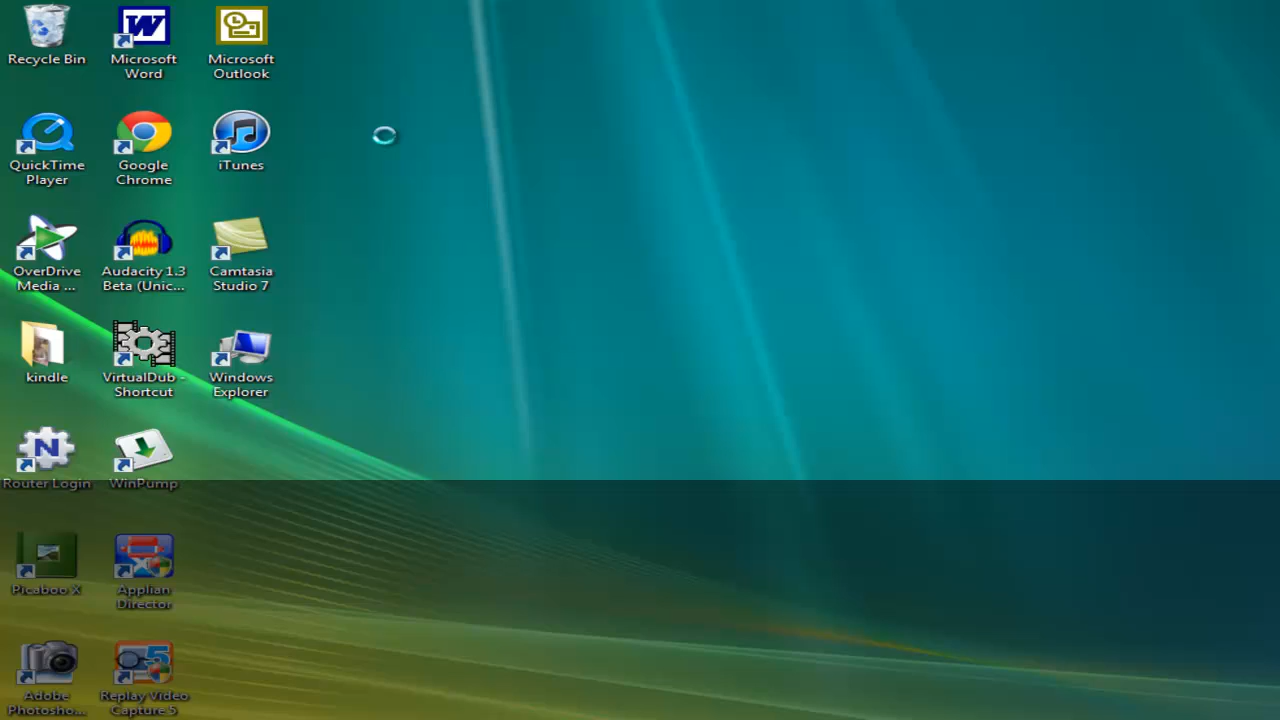 Recycle Bin
Microsoft
Word
Microsoft
Outlook
QuickTime
Player
Google
Chrome
iTunes
OverDrive
Media ...
Audacity 1.3
Beta (Unic...
Camtasia
Studio 7
kindle
VirtualDub -
Shortcut
Windows
Explorer
Router Login
WinPump
Picaboo X
Applian
Director
Adobe
Photosho...
Replay Video
Capture 5